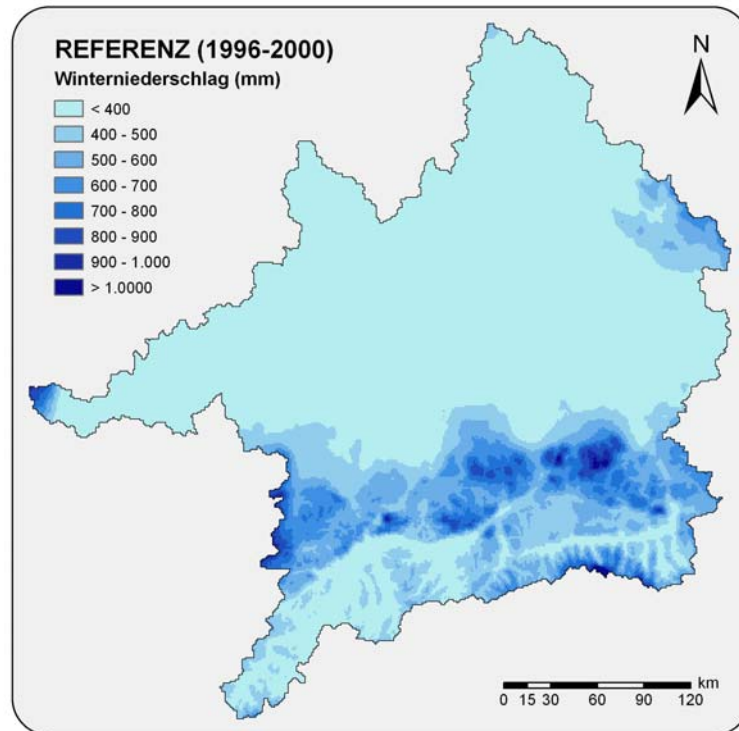 REFERENZ (1996-2000)
Winterniederschlag (mm)
< 400
400 - 500
500 - 600
600 - 700
700 - 800
800 - 900
900 - 1.000
> 1.0000
N
km
0 15 30 60 90 120